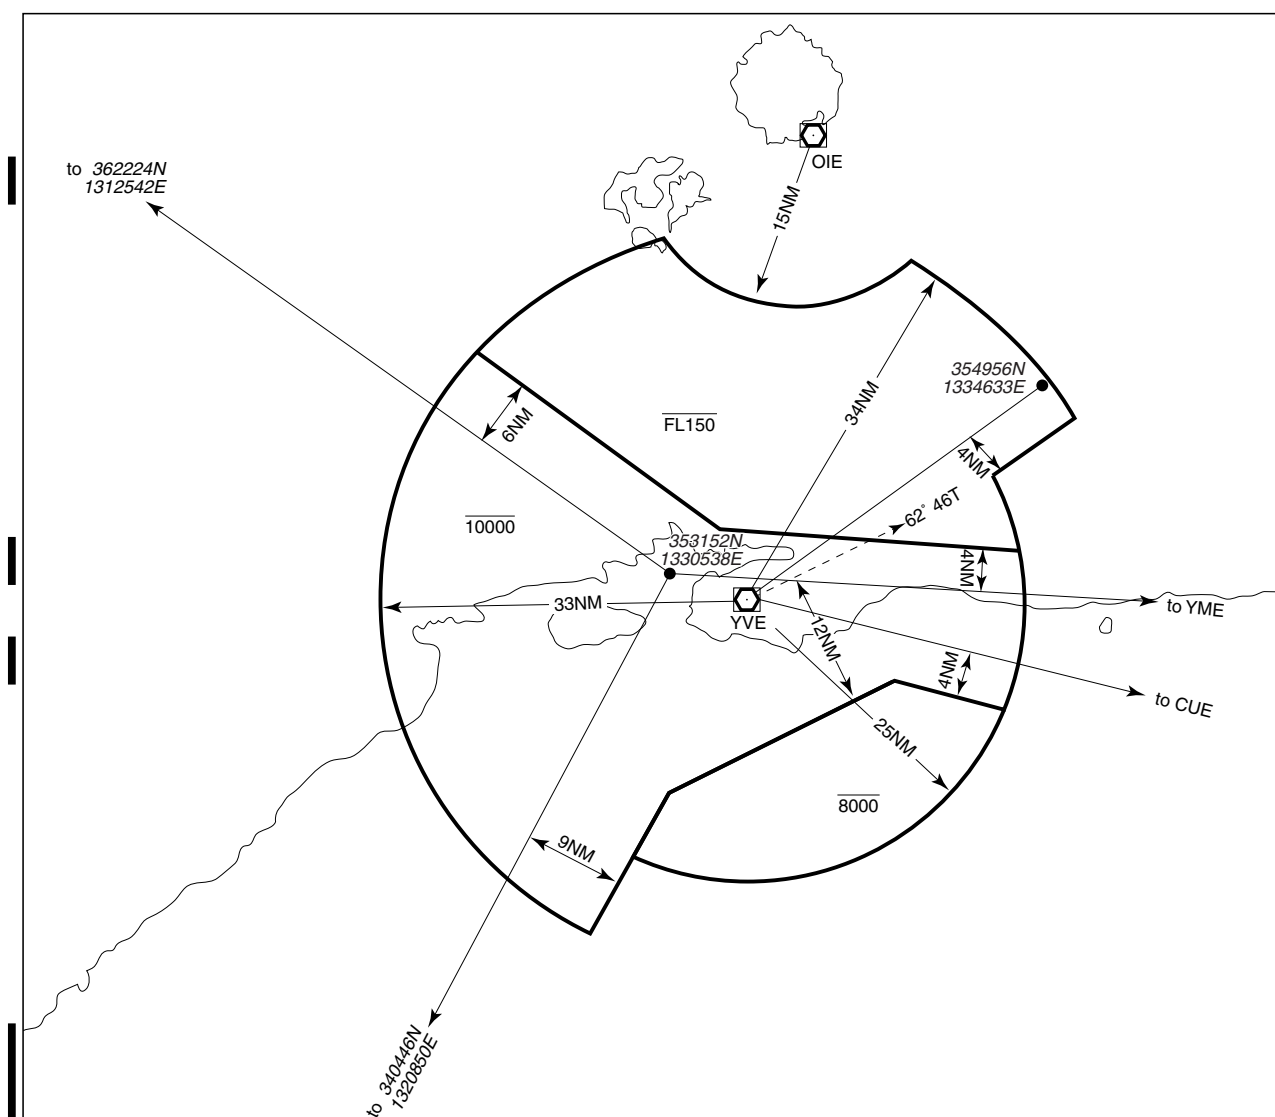 OIE
to 362224N
1312542E
15NM
354956N
1334633E
34NM
6NM
FL150
4NM
62° 46T
10000
353152N
1330538E
4NM
33NM
YVE
to YME
12NM
4NM
to CUE
25NM
8000
9NM
to 340446N
1320850E